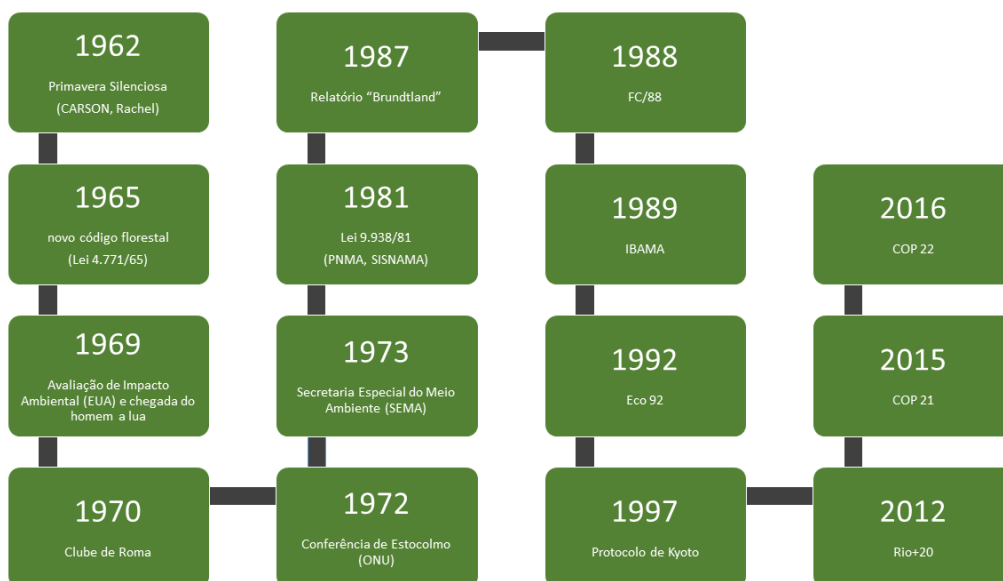 1962
Primavera Silenciosa
(CARSON, Rachel)
1965
novo código florestal
(Lei 4.771/65)
1969
Avaliação de Impacto
Ambiental (EUA) e chegada do
homem a lua
1970
Clube de Roma
1972
Conferência de Estocolmo
(ONU)
1973
Secretaria Especial do Meio
Ambiente (SEMA)
1981
Lei 9.938/81
(PNMA, SISNAMA)
1987
Relatório “Brundtland”
1988
FC/88
1989
IBAMA
1992
Eco 92
1997
Protocolo de Kyoto
2012
Rio+20
2015
COP 21
2016
COP 22